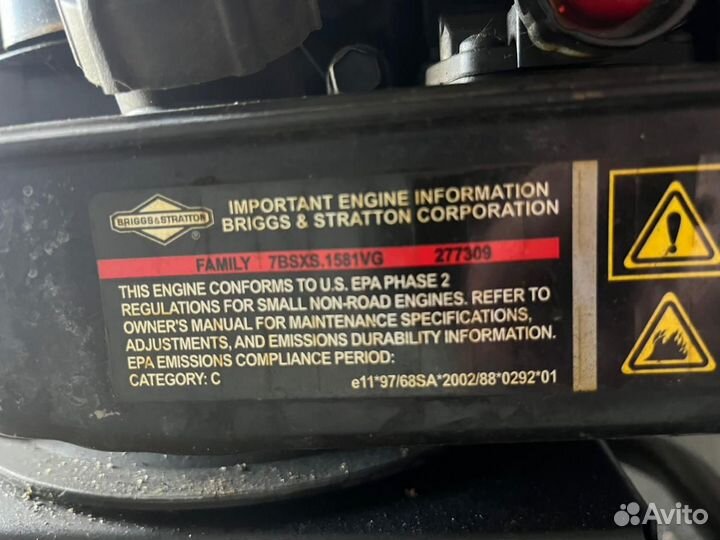 BRIGGS&STRATTON
IMPORTANT ENGINE INFORMATION
BRIGGS & STRATTON CORPORATION
FAMILY 7BSXS.1581VG 277309
THIS ENGINE CONFORMS TO U.S. EPA PHASE 2
REGULATIONS FOR SMALL NON-ROAD ENGINES. REFER TO
OWNER'S MANUAL FOR MAINTENANCE SPECIFICATIONS,
ADJUSTMENTS, AND EMISSIONS DURABILITY INFORMATION.
EPA EMISSIONS COMPLIANCE PERIOD:
CATEGORY: C e11*97/68SA*2002/88*0292*01
Avito